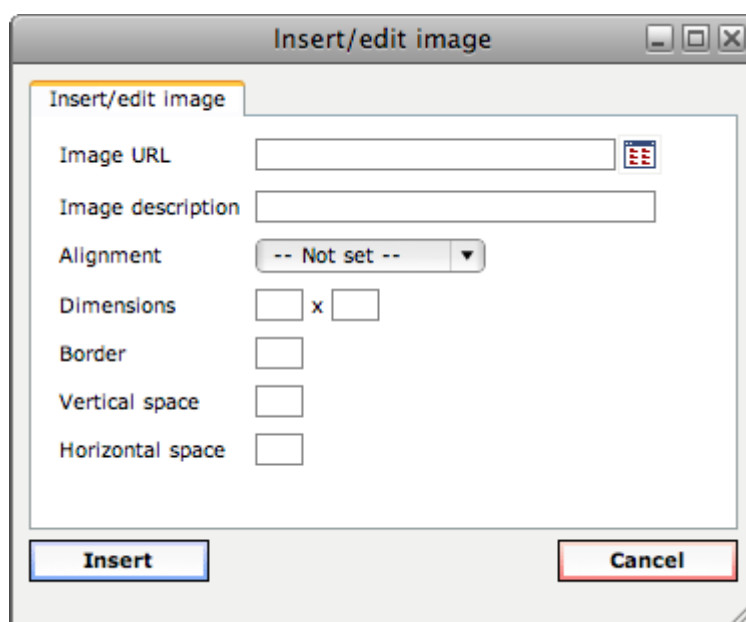 Insert/edit image
Insert/edit image
Image URL
Image description
Alignment -- Not set --
Dimensions x
Border
Vertical space
Horizontal space
Insert Cancel